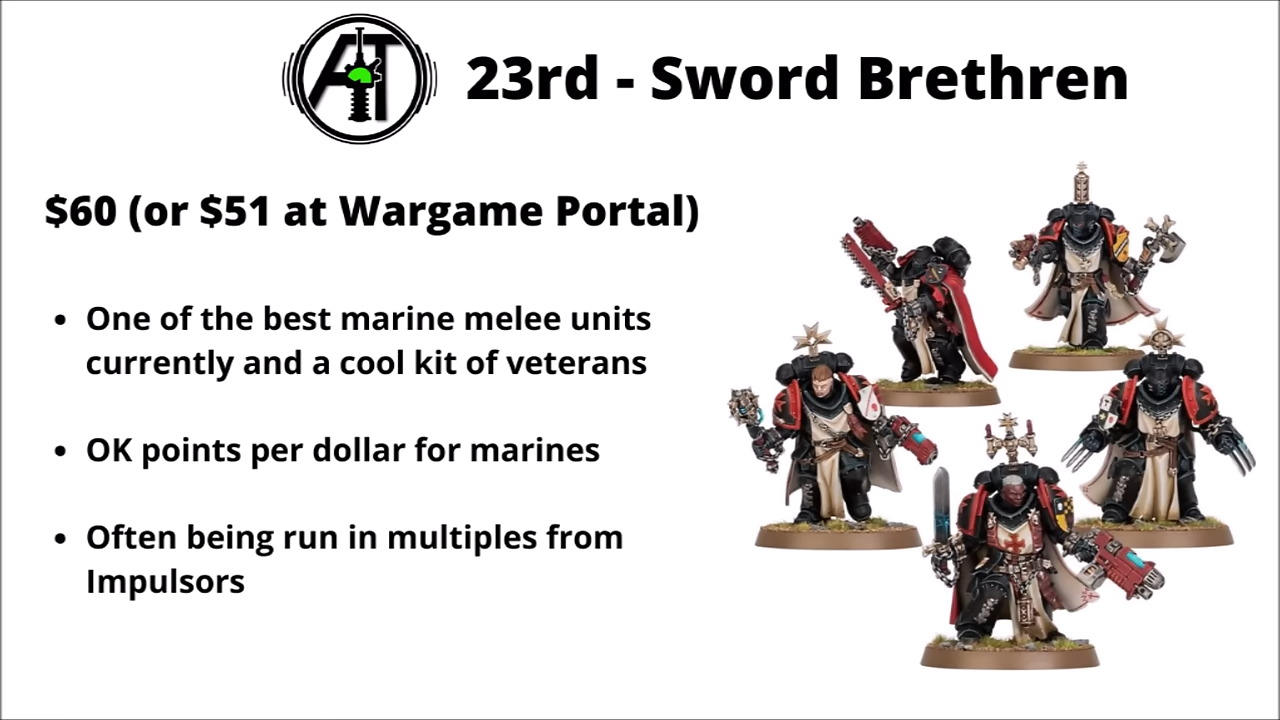 AT
23rd - Sword Brethren
$60 (or $51 at Wargame Portal)
• One of the best marine melee units
currently and a cool kit of veterans
• OK points per dollar for marines
• Often being run in multiples from
Impulsors